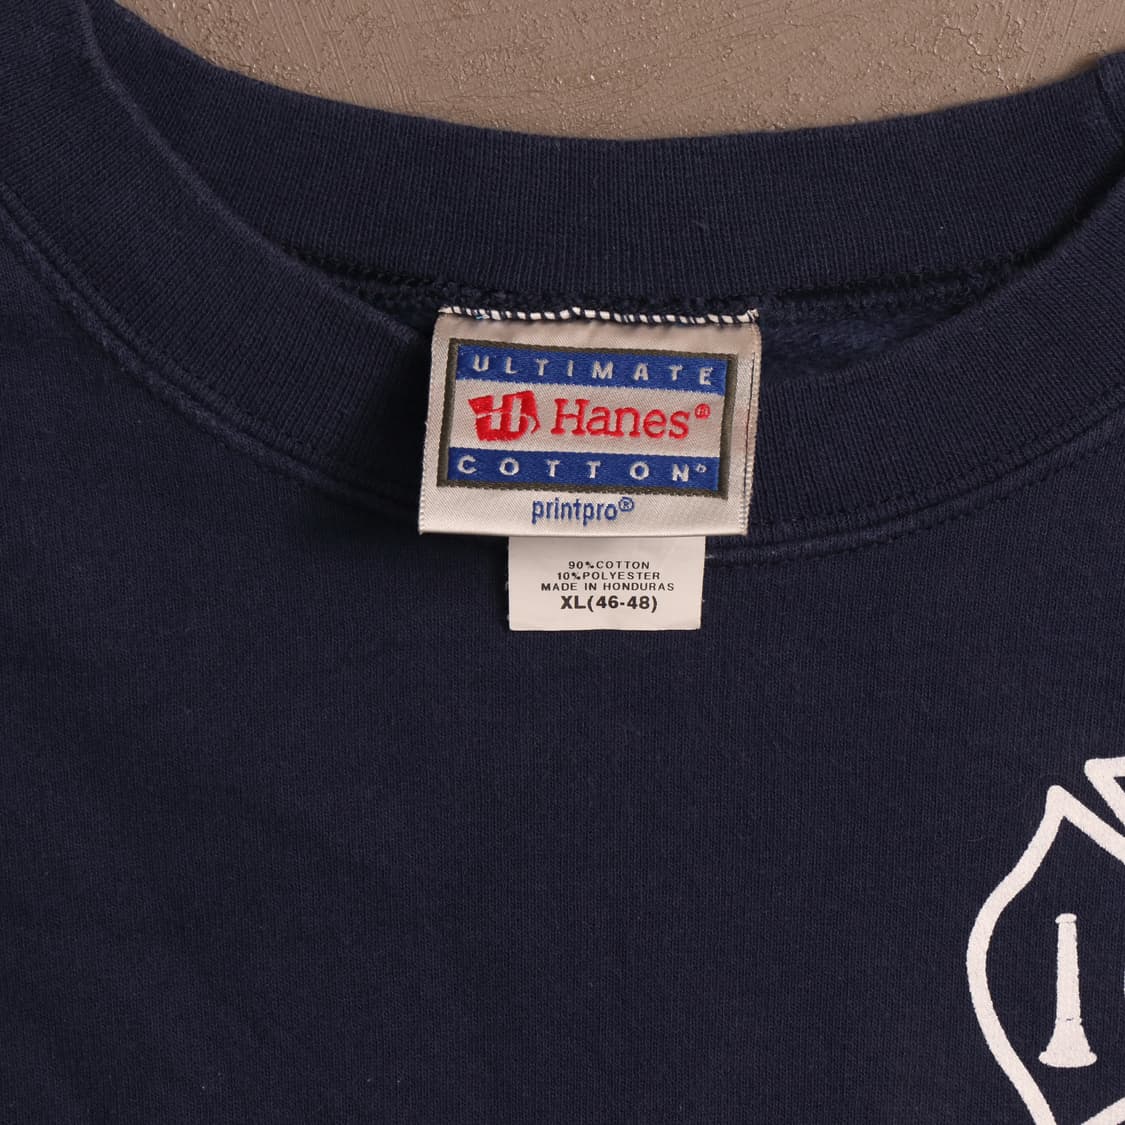 ULTIMATE
Hanes®
COTTON®
printpro®
90%COTTON
10%POLYESTER
MADE IN HONDURAS
XL(46-48)